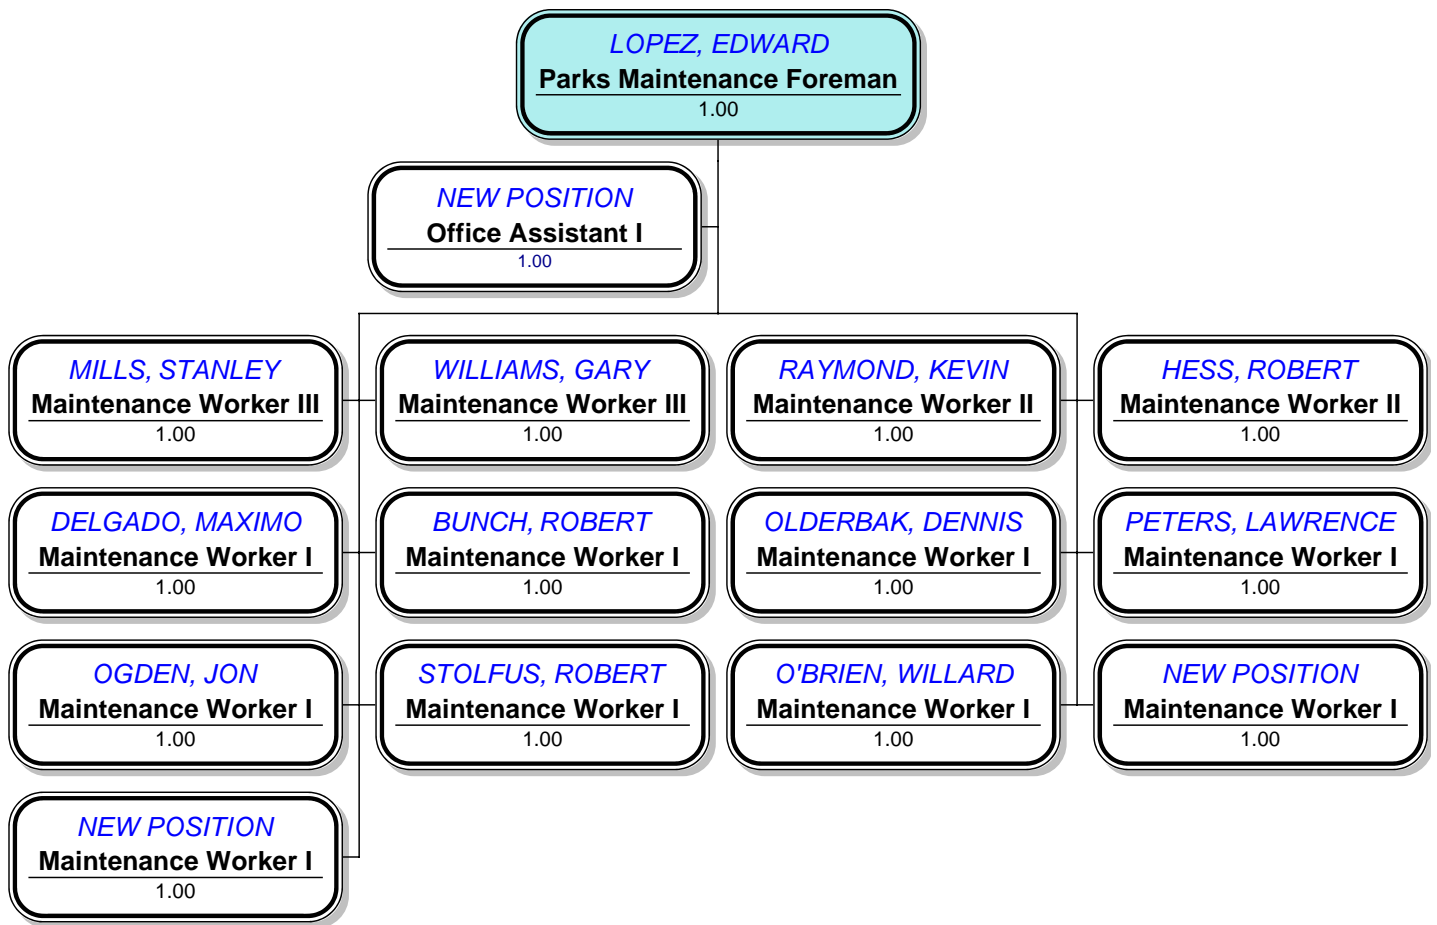 LOPEZ, EDWARD
Parks Maintenance Foreman
1.00
NEW POSITION
Office Assistant I
1.00
MILLS, STANLEY
Maintenance Worker III
1.00
WILLIAMS, GARY
Maintenance Worker III
1.00
RAYMOND, KEVIN
Maintenance Worker II
1.00
HESS, ROBERT
Maintenance Worker II
1.00
DELGADO, MAXIMO
Maintenance Worker I
1.00
BUNCH, ROBERT
Maintenance Worker I
1.00
OLDERBAK, DENNIS
Maintenance Worker I
1.00
PETERS, LAWRENCE
Maintenance Worker I
1.00
OGDEN, JON
Maintenance Worker I
1.00
STOLFUS, ROBERT
Maintenance Worker I
1.00
O'BRIEN, WILLARD
Maintenance Worker I
1.00
NEW POSITION
Maintenance Worker I
1.00
NEW POSITION
Maintenance Worker I
1.00